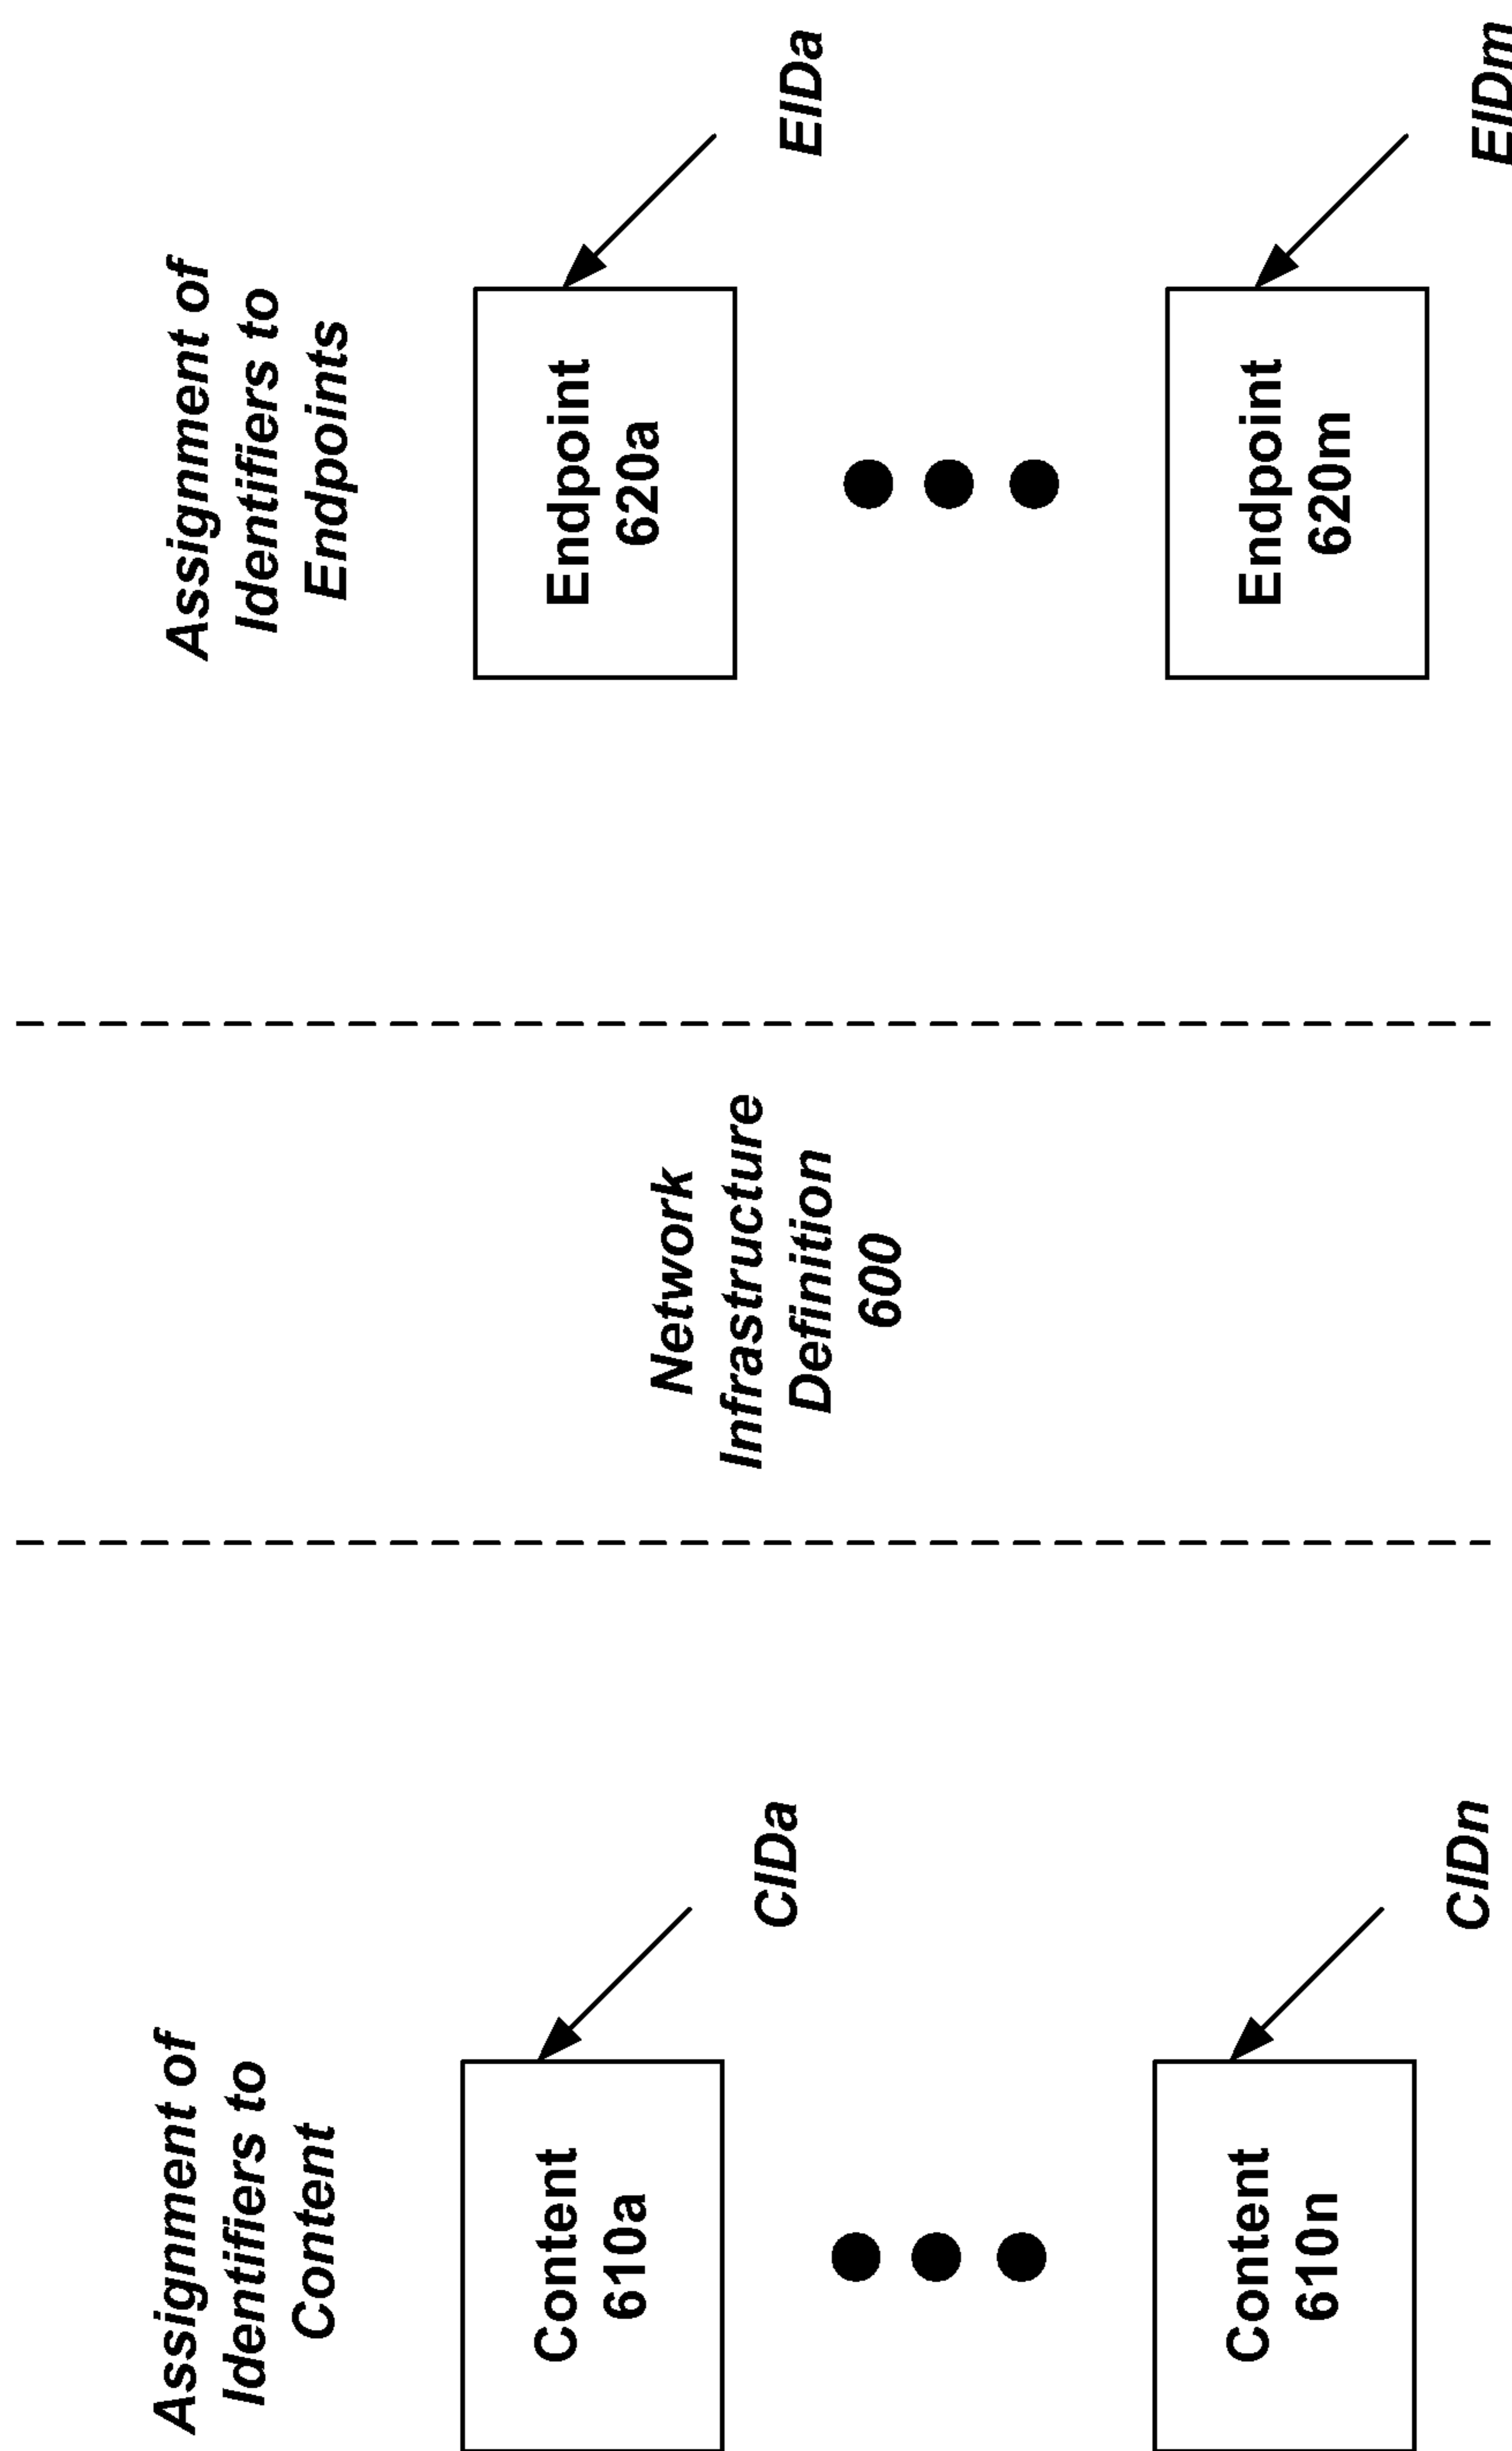 Assignment of
Identifiers to
Content
Content
610a
CIDa
Content
610n
CIDn
Network
Infrastructure
Definition
600
Assignment of
Identifiers to
Endpoints
Endpoint
620a
EIDa
Endpoint
620m
EIDm